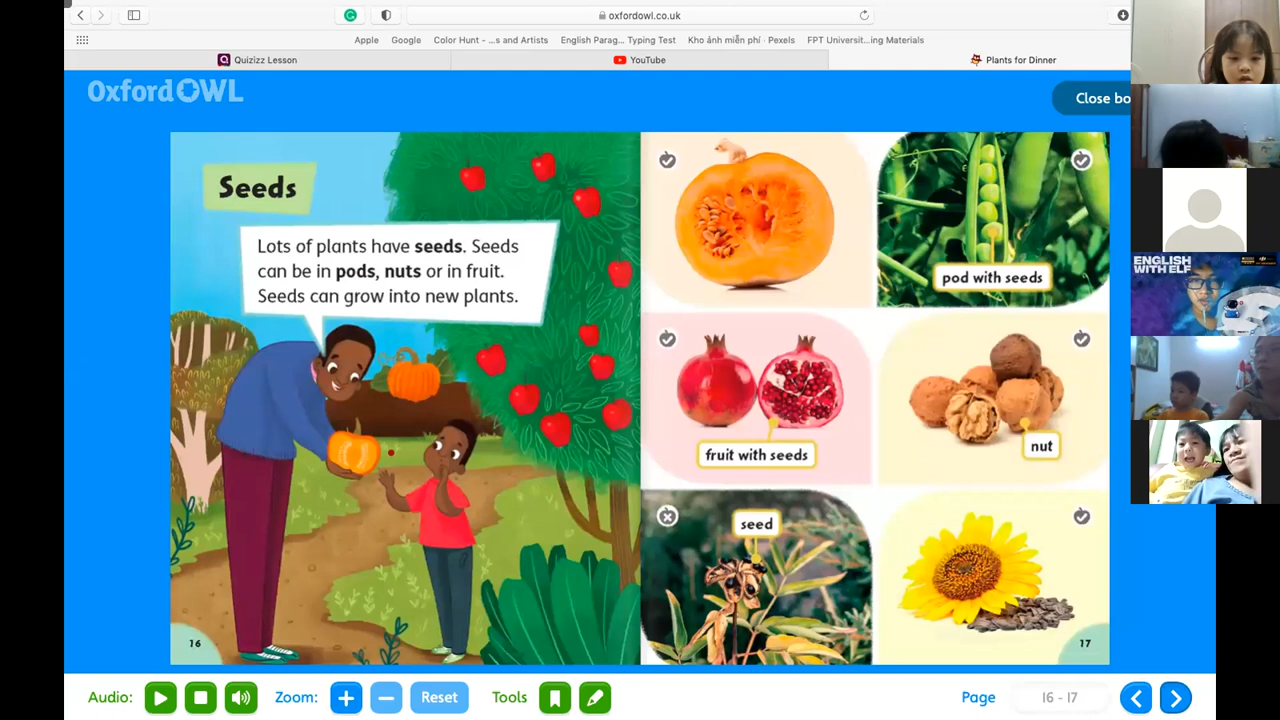 oxfordowl.co.uk
Apple Google Color Hunt - ...s and Artists English Parag... Typing Test Kho ảnh miễn phí · Pexels FPT Universit...ing Materials
Quizizz Lesson YouTube Plants for Dinner
Oxford OWL
Close bo
Seeds
Lots of plants have seeds. Seeds
can be in pods, nuts or in fruit.
Seeds can grow into new plants.
16
pod with seeds
fruit with seeds
nut
seed
17
ENGLISH
WITH ELF
Audio: Zoom: Reset Tools Page 16 - 17